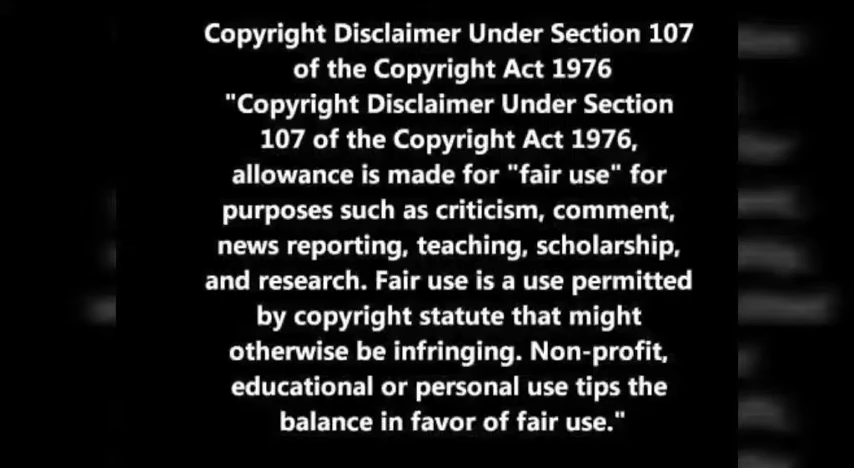 Copyright Disclaimer Under Section 107
of the Copyright Act 1976
"Copyright Disclaimer Under Section
107 of the Copyright Act 1976,
allowance is made for "fair use" for
purposes such as criticism, comment,
news reporting, teaching, scholarship,
and research. Fair use is a use permitted
by copyright statute that might
otherwise be infringing. Non-profit,
educational or personal use tips the
balance in favor of fair use."